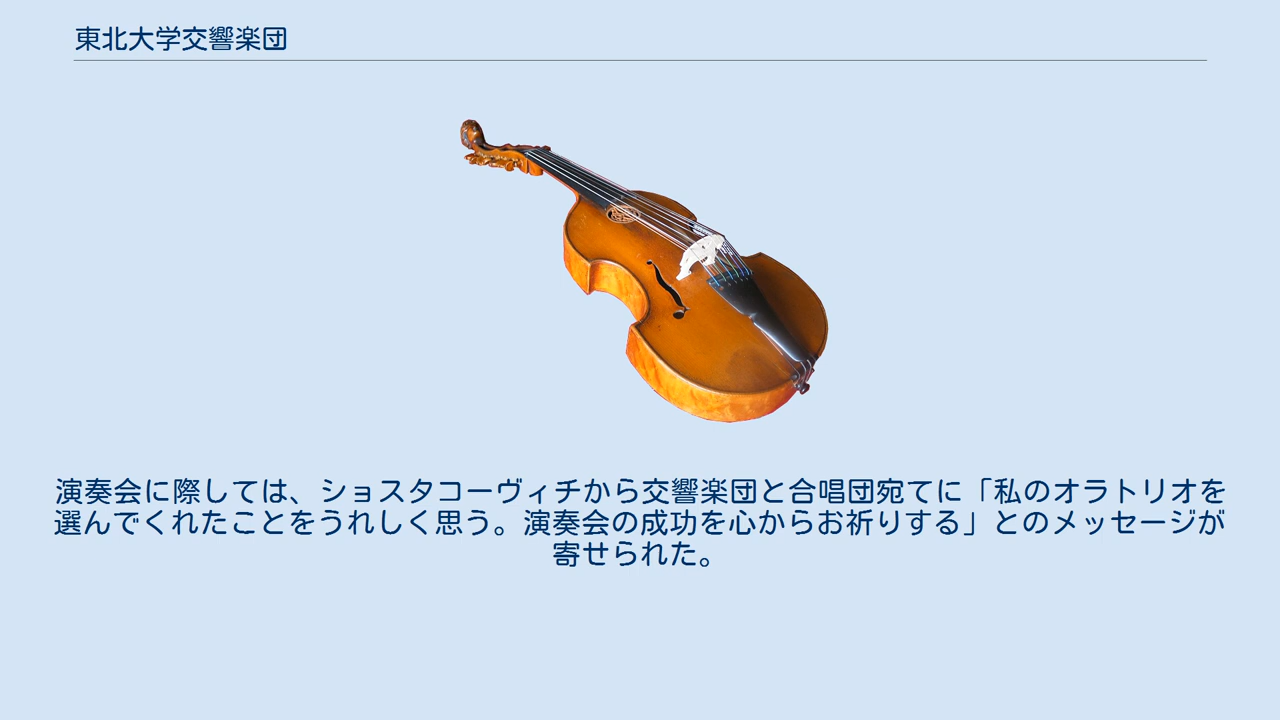 東北大学交響楽団
演奏会に際しては、ショスタコーヴィチから交響楽団と合唱団宛てに「私のオラトリオを
選んでくれたことをうれしく思う。演奏会の成功を心からお祈りする」とのメッセージが
寄せられた。